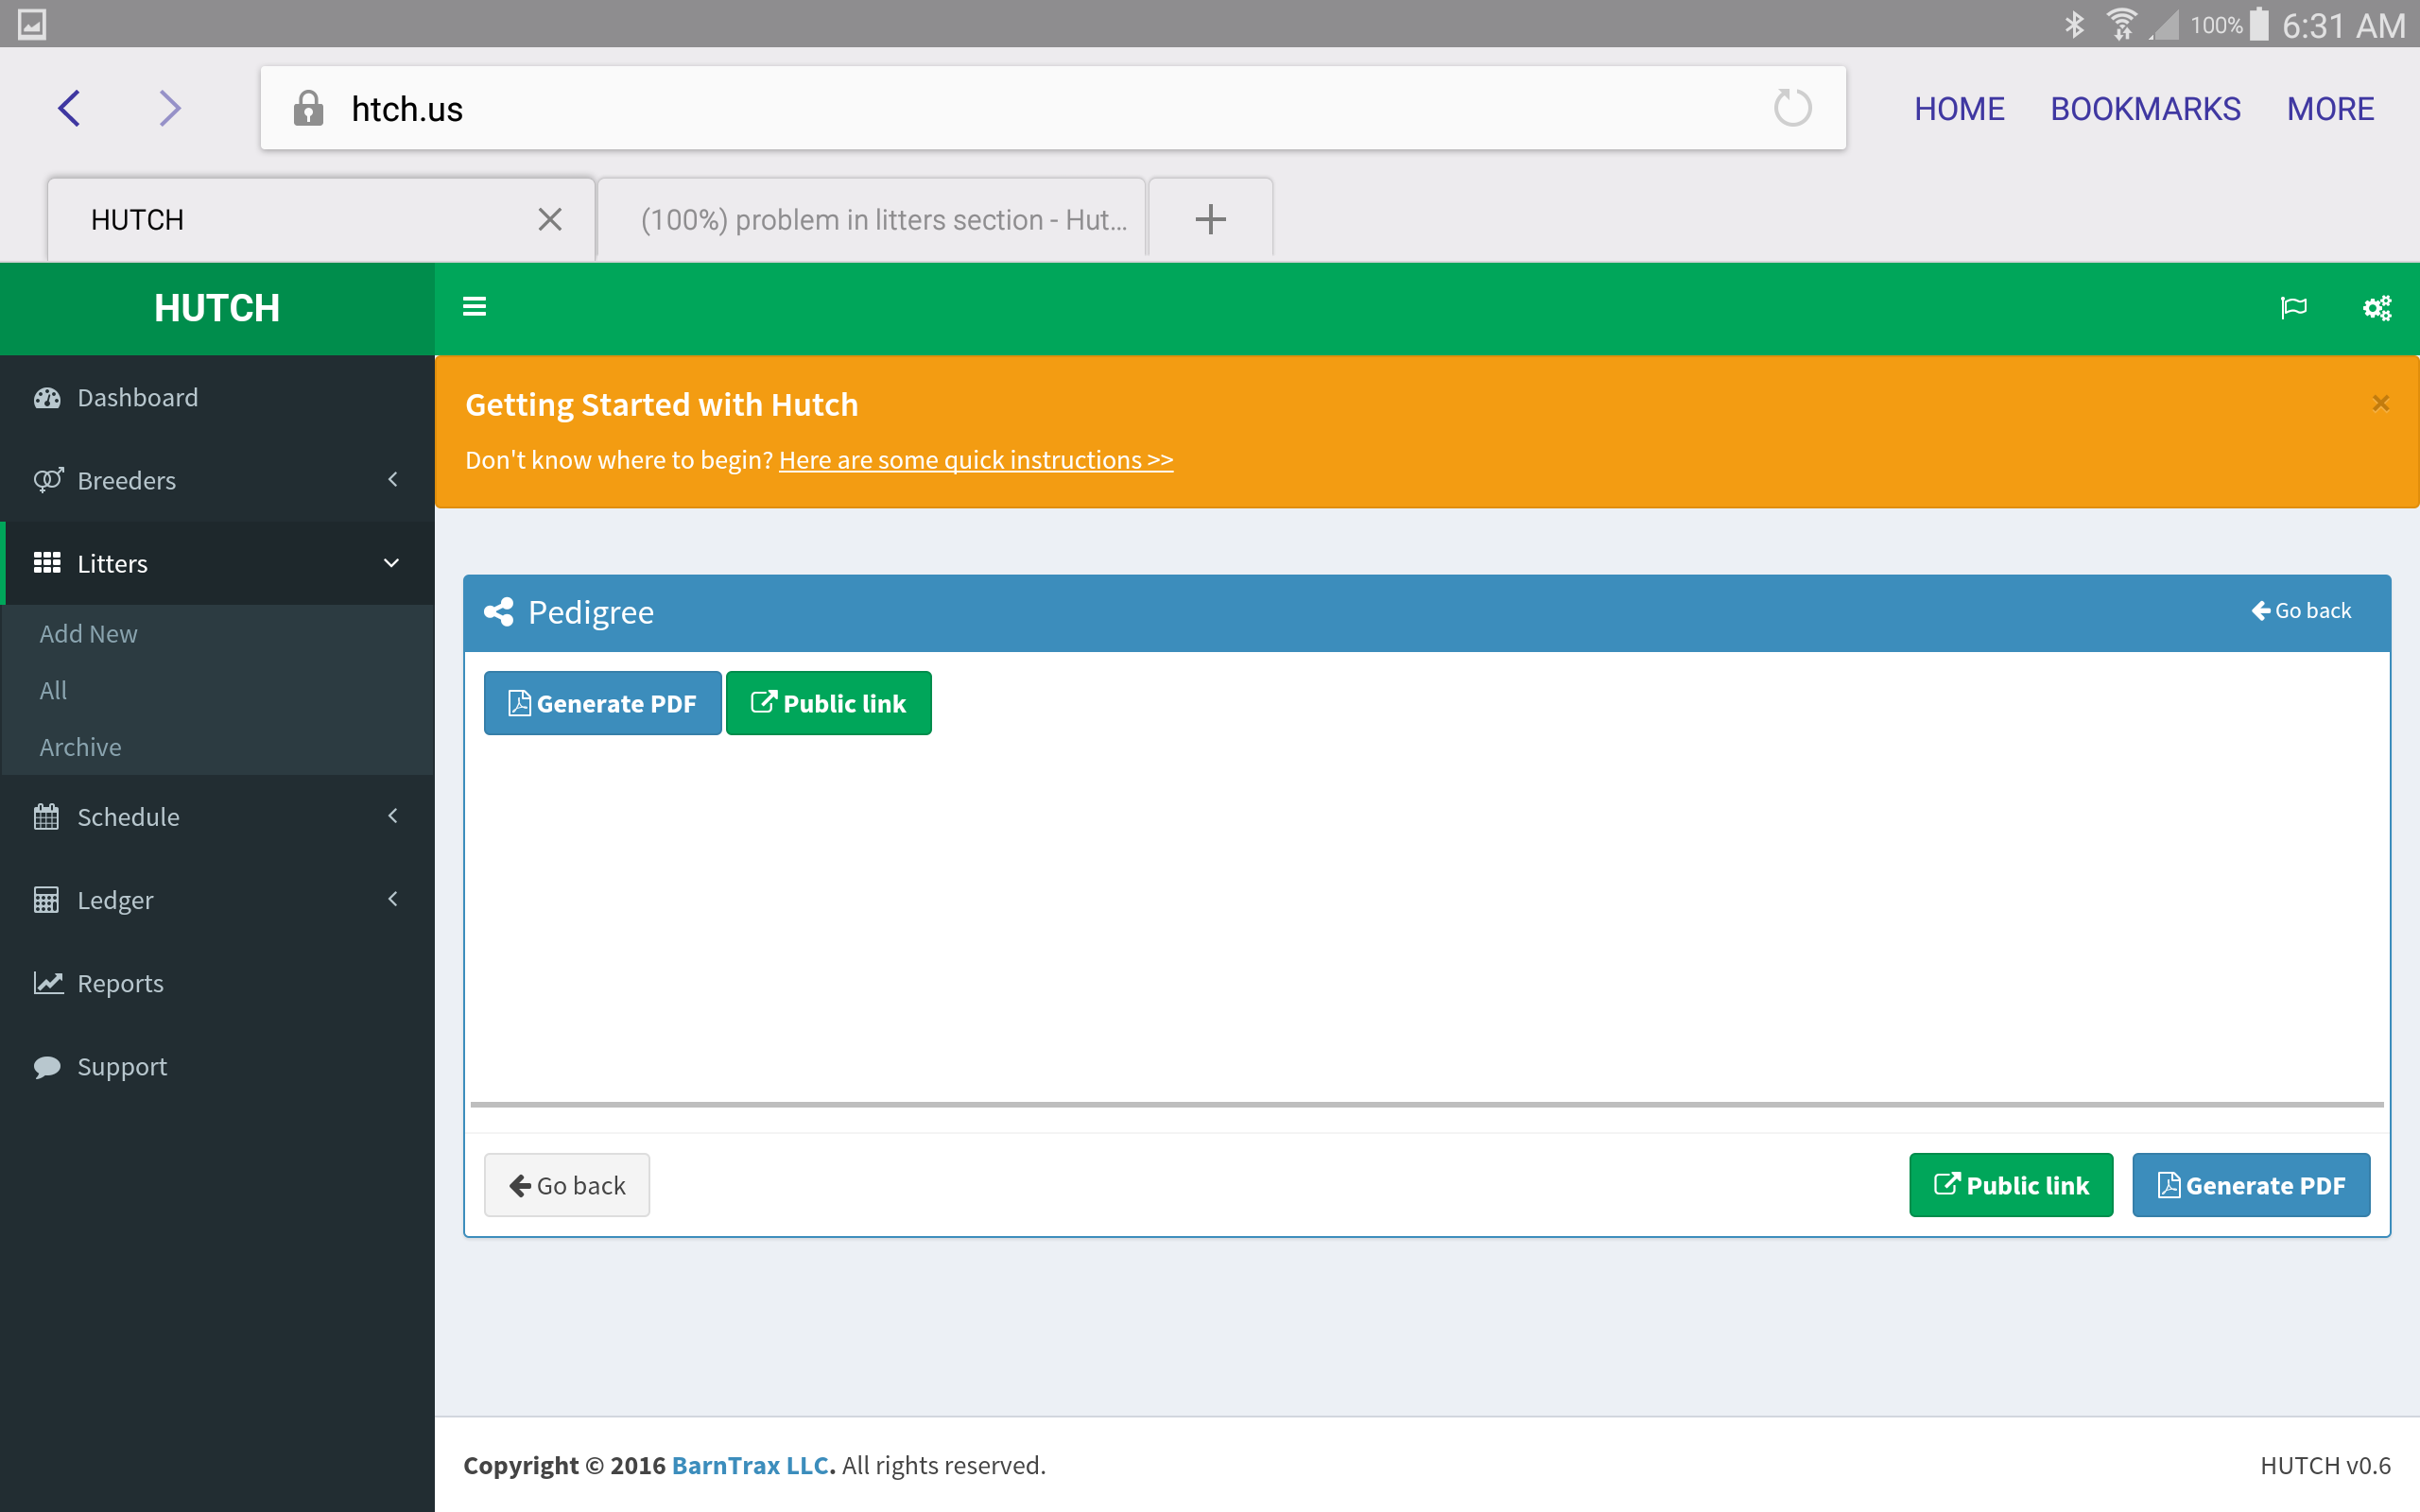 100% 6:31 AM
htch.us
HOME BOOKMARKS MORE
HUTCH
(100%) problem in litters section - Hut...
HUTCH
Dashboard
Breeders
Litters
Add New
All
Archive
Schedule
Ledger
Reports
Support
Getting Started with Hutch
×
Don't know where to begin? Here are some quick instructions >>
Pedigree
Go back
Generate PDF
Public link
Go back
Public link
Generate PDF
Copyright © 2016 BarnTrax LLC. All rights reserved.
HUTCH v0.6